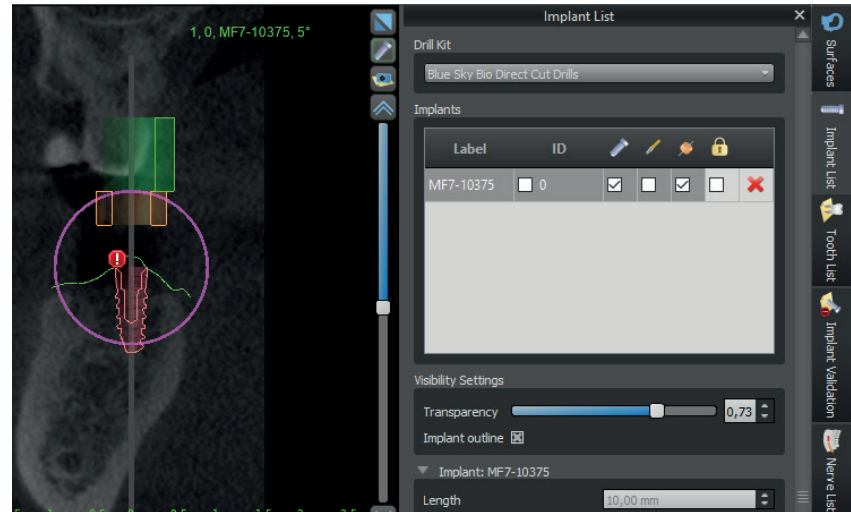 1, 0, MF7-10375, 5°
Implant List
Drill Kit
Blue Sky Bio Direct Cut Drills
Implants
Label ID
MF7-10375 0
Visibility Settings
Transparency 0,73
Implant outline
Implant: MF7-10375
Length 10,00 mm
Surfaces
Implant List
Tooth List
Implant Validation
Nerve List